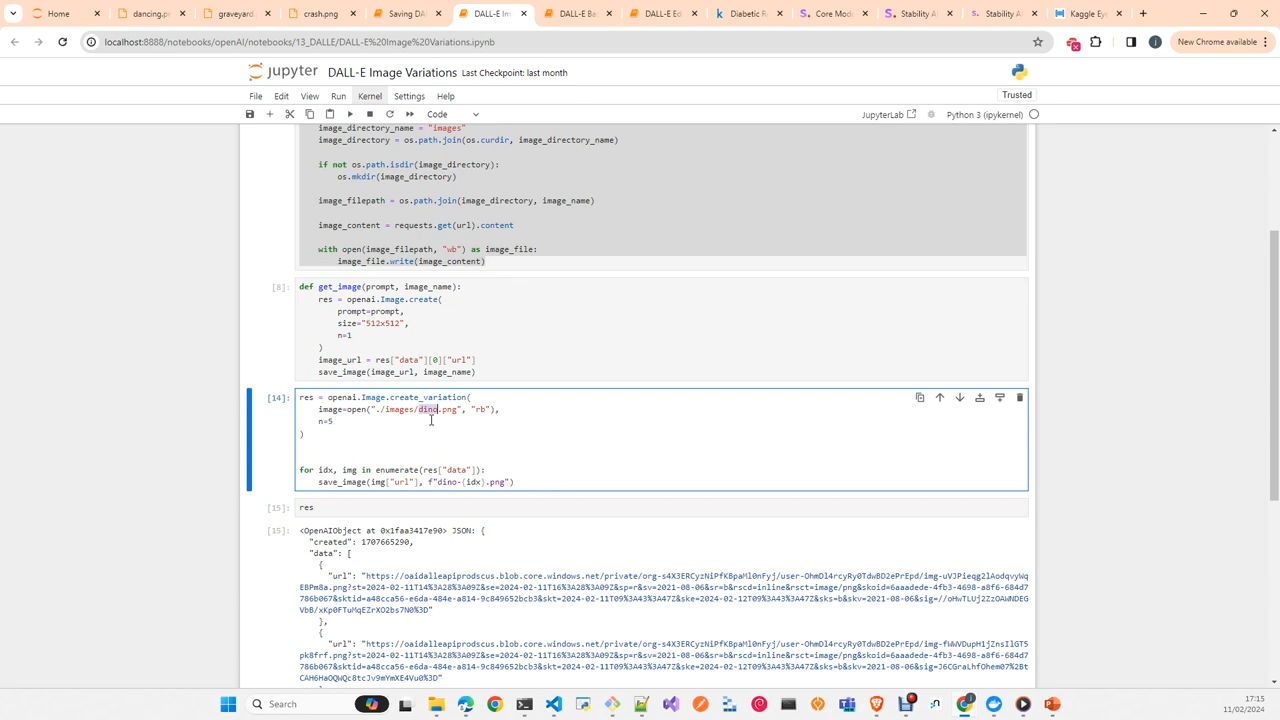 Home
dancing.p
graveyard.
crash.png
Saving DAL
DALL-E Im
DALL-E Ba
DALL-E Ed
Diabetic R
Core Mod
Stability A
Stability A
Kaggle Ey
localhost:8888/notebooks/openAI/notebooks/13_DALLE/DALL-E%20Image%20Variations.ipynb
New Chrome available
jupyter DALL-E Image Variations Last Checkpoint: last month
File Edit View Run Kernel Settings Help
Trusted
Code
JupyterLab
Python 3 (ipykernel)
image_directory_name = "images"
image_directory = os.path.join(os.curdir, image_directory_name)
if not os.path.isdir(image_directory):
os.mkdir(image_directory)
image_filepath = os.path.join(image_directory, image_name)
image_content = requests.get(url).content
with open(image_filepath, "wb") as image_file:
image_file.write(image_content)
[8]:
def get_image(prompt, image_name):
res = openai.Image.create(
prompt=prompt,
size="512x512",
n=1
)
image_url = res["data"][0]["url"]
save_image(image_url, image_name)
[14]:
res = openai.Image.create_variation(
image=open("./images/dino.png", "rb"),
n=5
)
for idx, img in enumerate(res["data"]):
save_image(img["url"], f"dino-{idx}.png")
[15]:
res
[15]:
<OpenAIObject at 0x1faa3417e90> JSON: {
"created": 1707665290,
"data": [
{
"url":
},
{
"url":
Search
17:15
11/02/2024